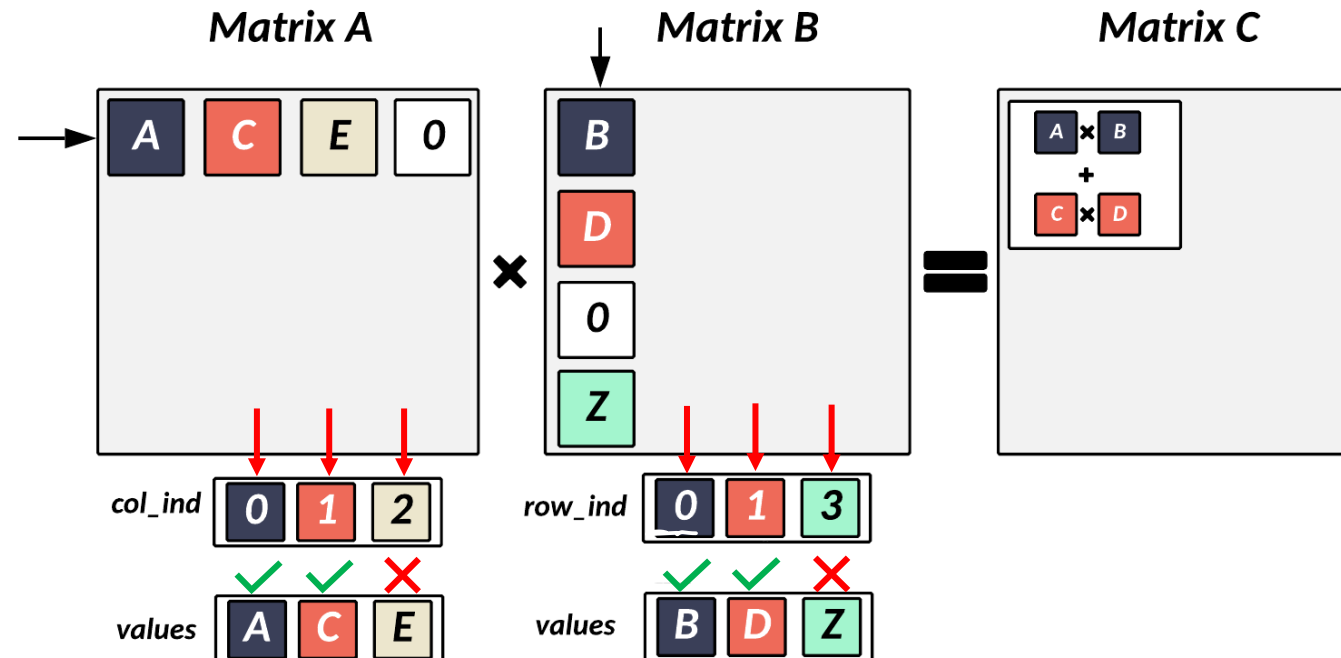 Matrix A
Matrix B
Matrix C
A C E 0
B
D
0
Z
A × B
+
C × D
×
=
col_ind 0 1 2
values A C E
row_ind 0 1 3
values B D Z